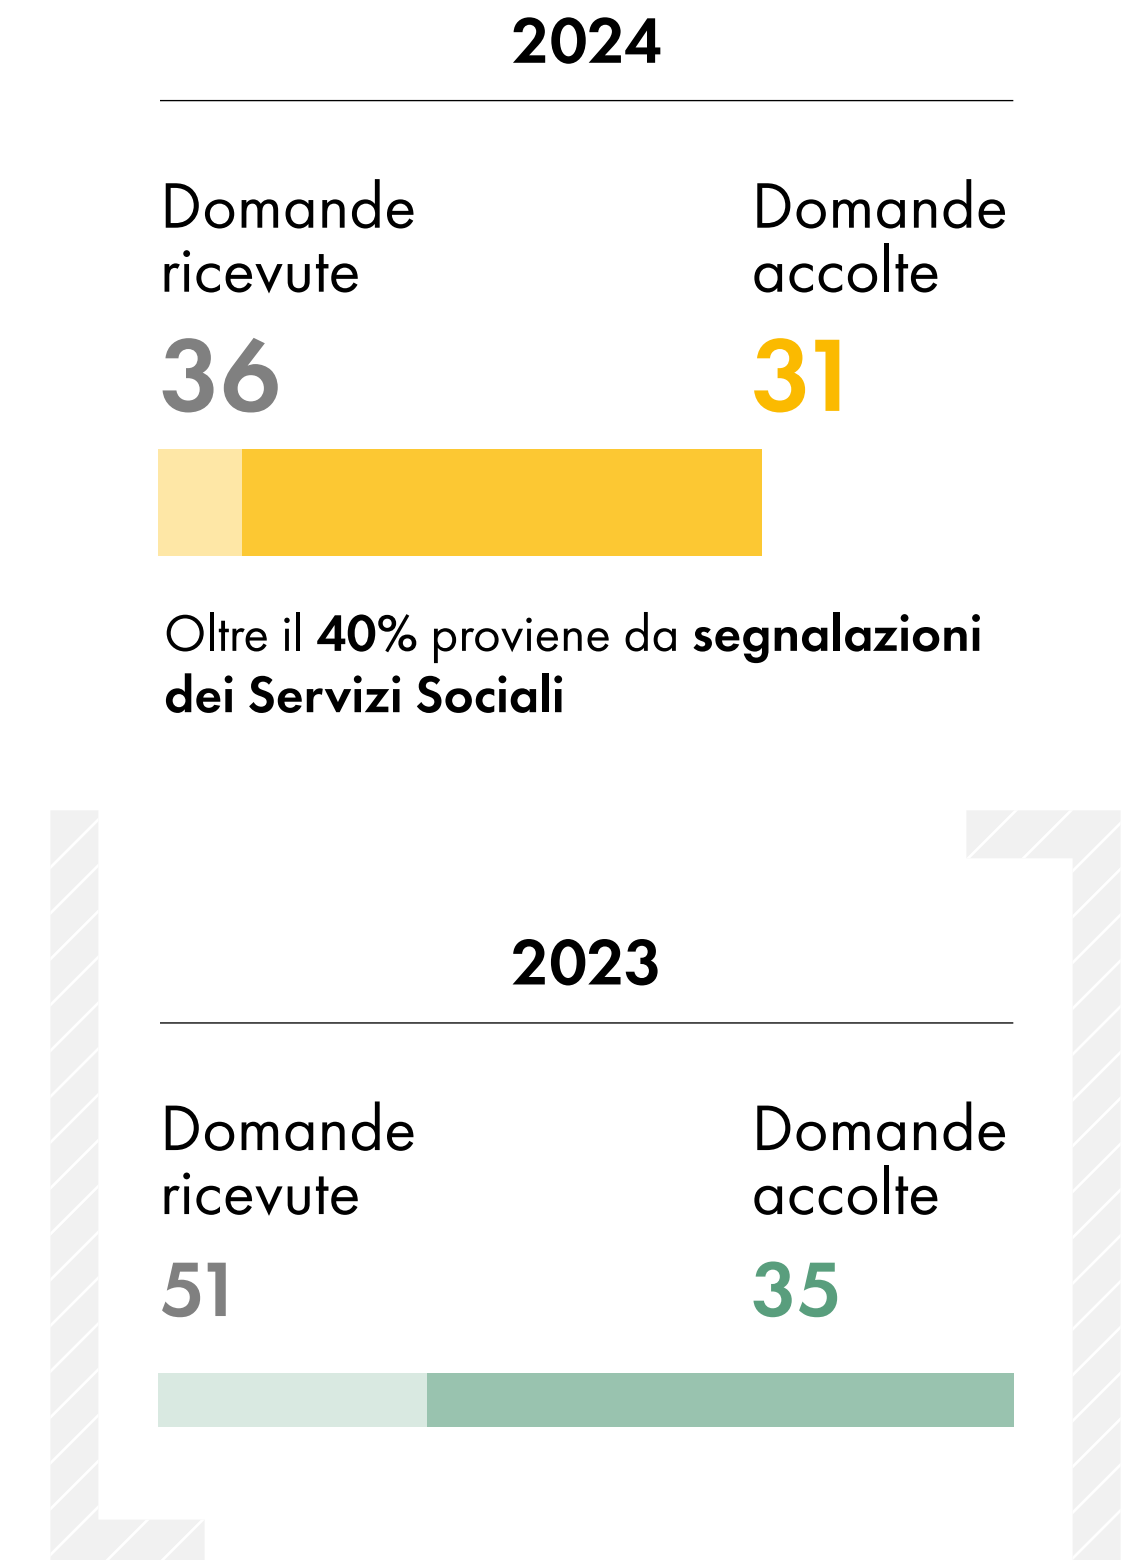 2024
Domande
ricevute
Domande
accolte
36
31
Oltre il 40% proviene da segnalazioni
dei Servizi Sociali
2023
Domande
ricevute
Domande
accolte
51
35